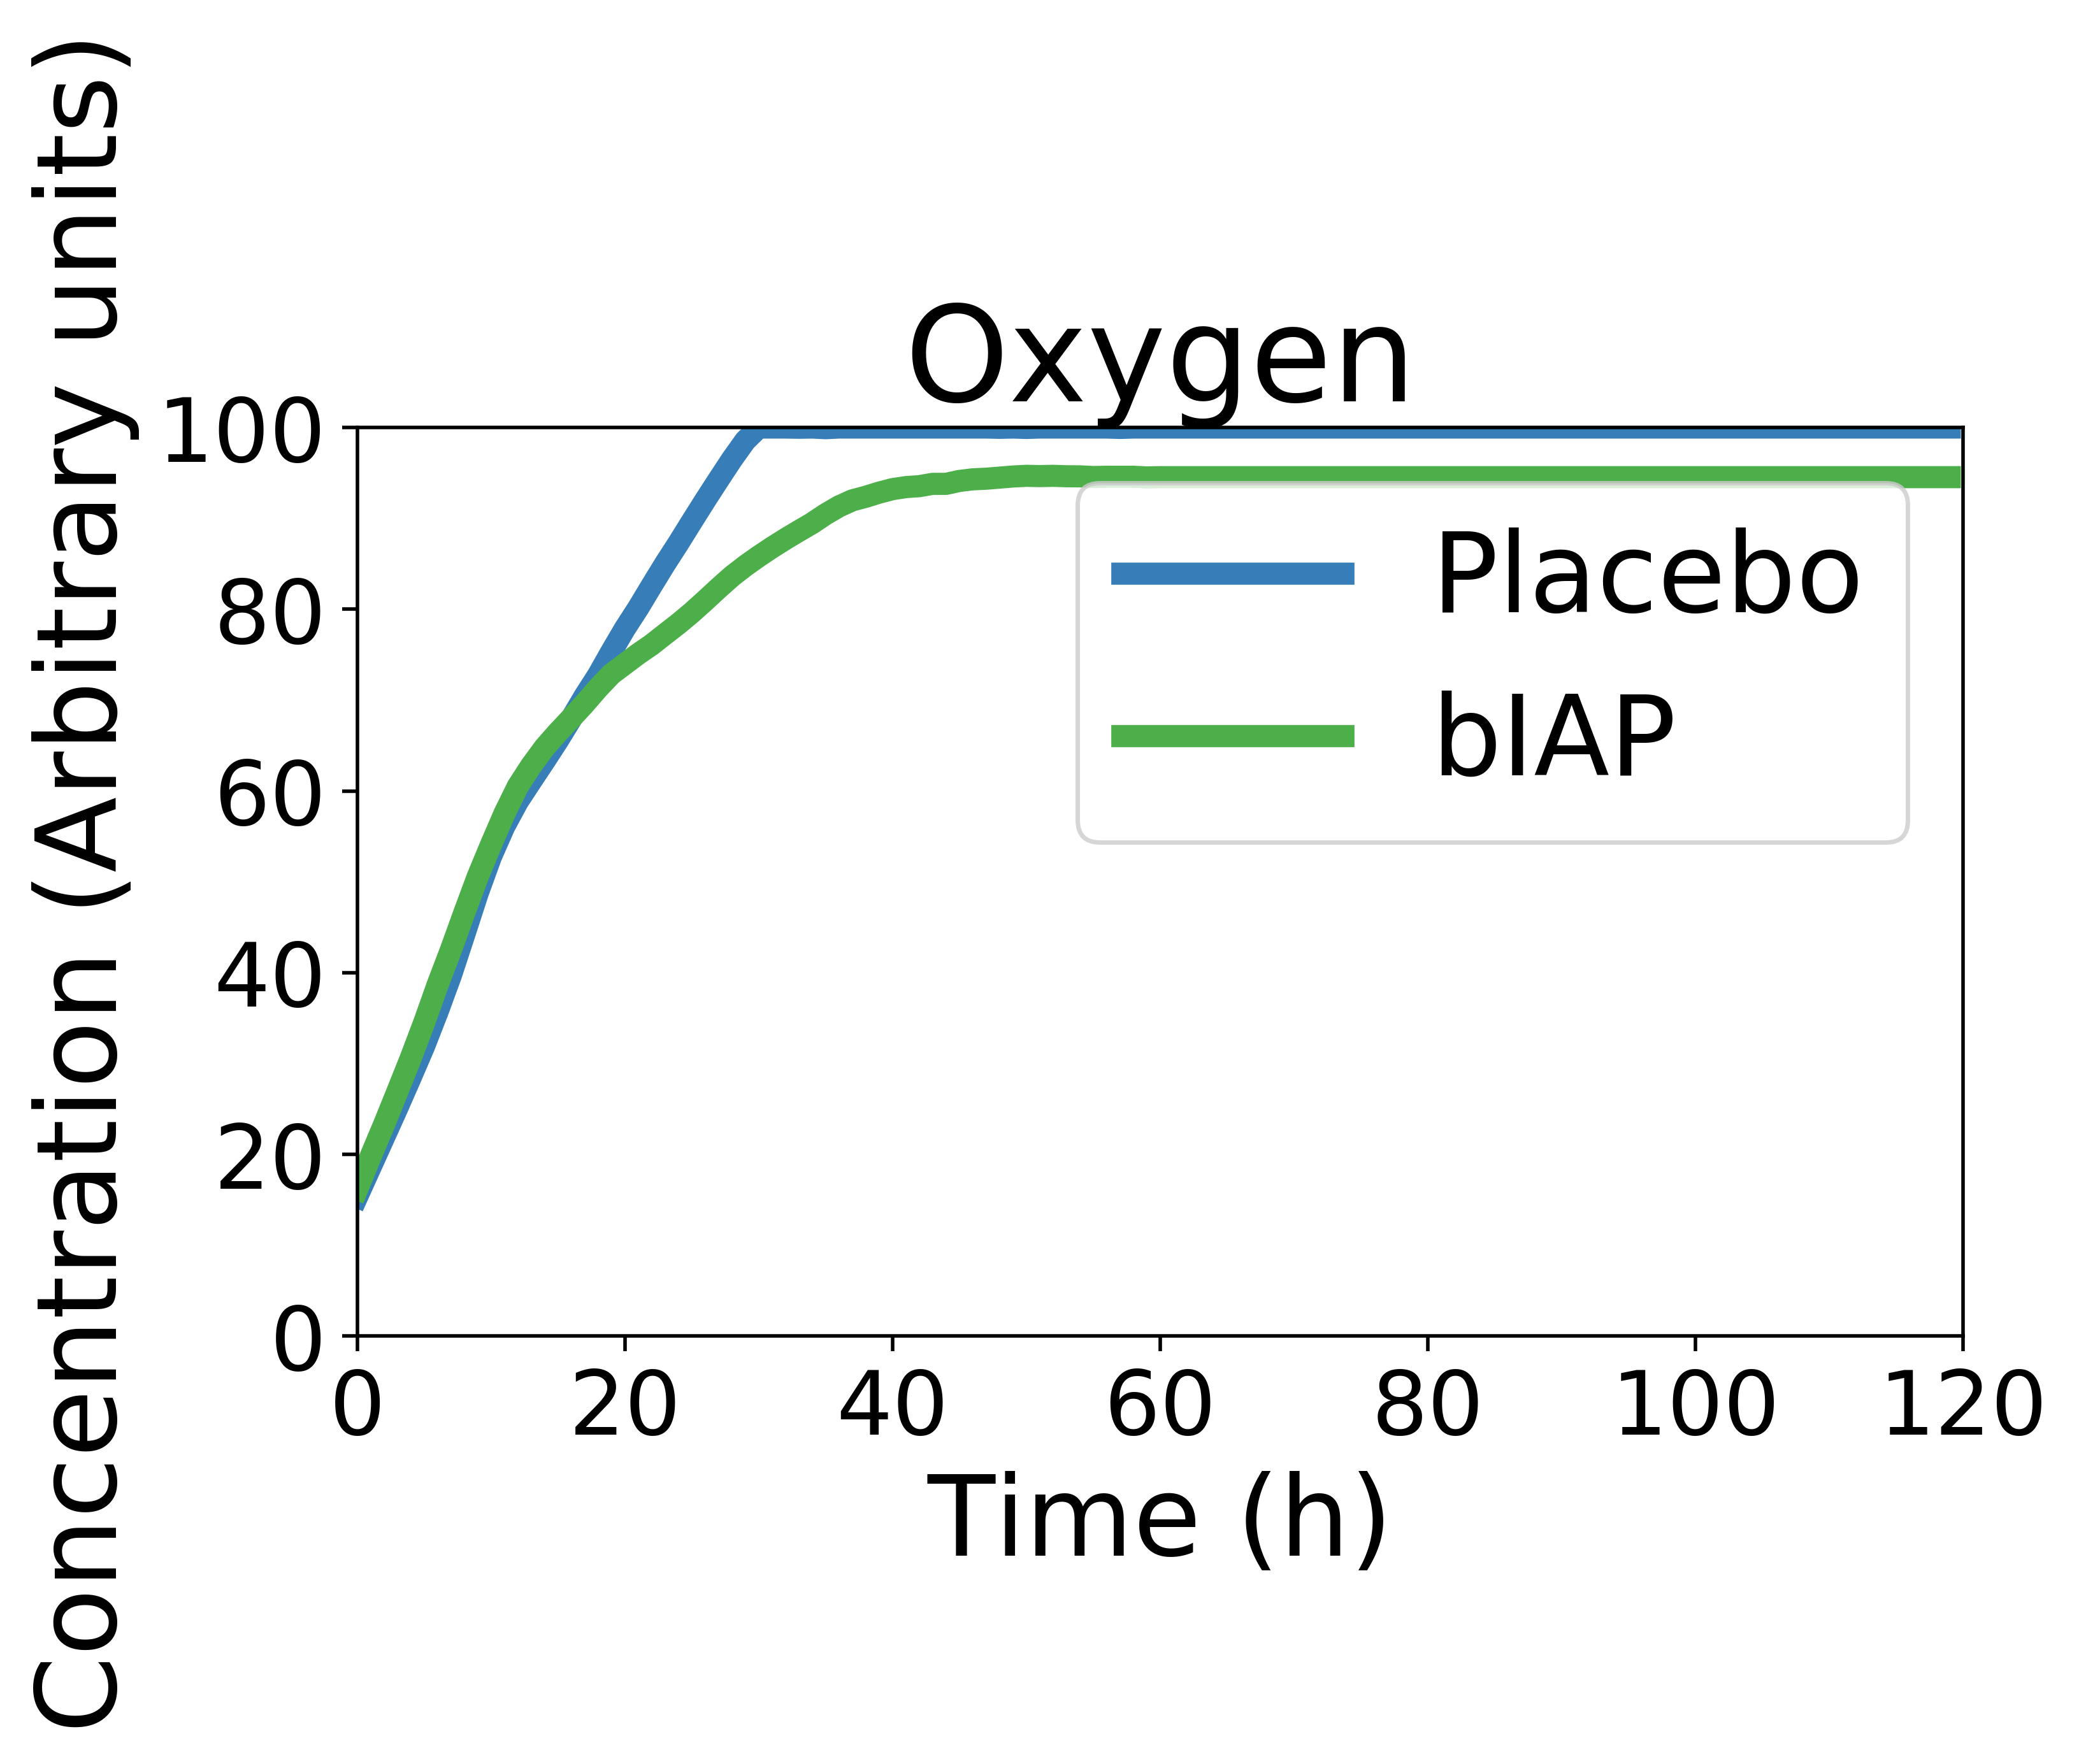 Oxygen
Concentration (Arbitrary units)
100
80
60
40
20
0
Placebo
bIAP
0 20 40 60 80 100 120
Time (h)